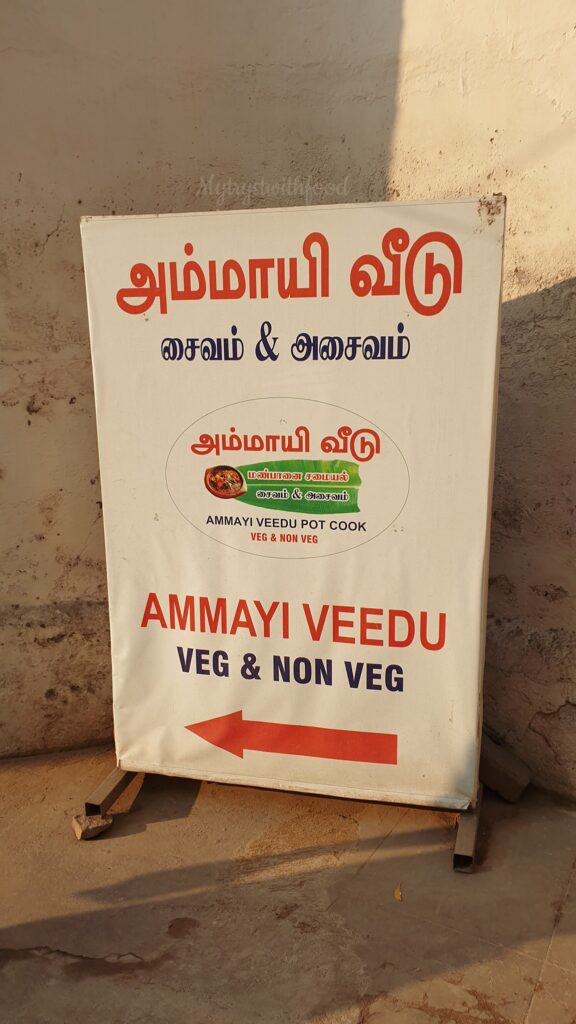 Mytrystwithfood
அம்மாயி வீடு
சைவம் & அசைவம்
அம்மாயி வீடு
மண்பானை சமையல்
சைவம் & அசைவம்
AMMAYI VEEDU POT COOK
VEG & NON VEG
AMMAYI VEEDU
VEG & NON VEG